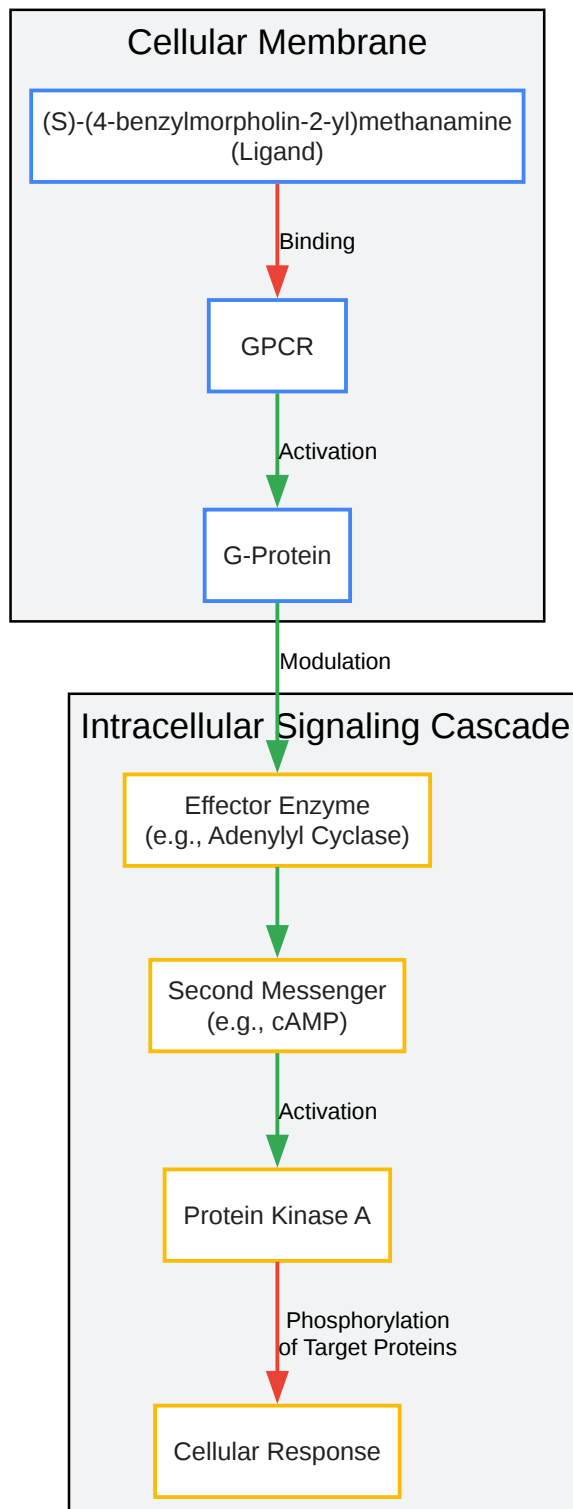 Cellular Membrane
(S)-(4-benzylmorpholin-2-yl)methanamine
(Ligand)
Binding
GPCR
Activation
G-Protein
Modulation
Intracellular Signaling Cascade
Effector Enzyme
(e.g., Adenylyl Cyclase)
Second Messenger
(e.g., cAMP)
Activation
Protein Kinase A
Phosphorylation
of Target Proteins
Cellular Response